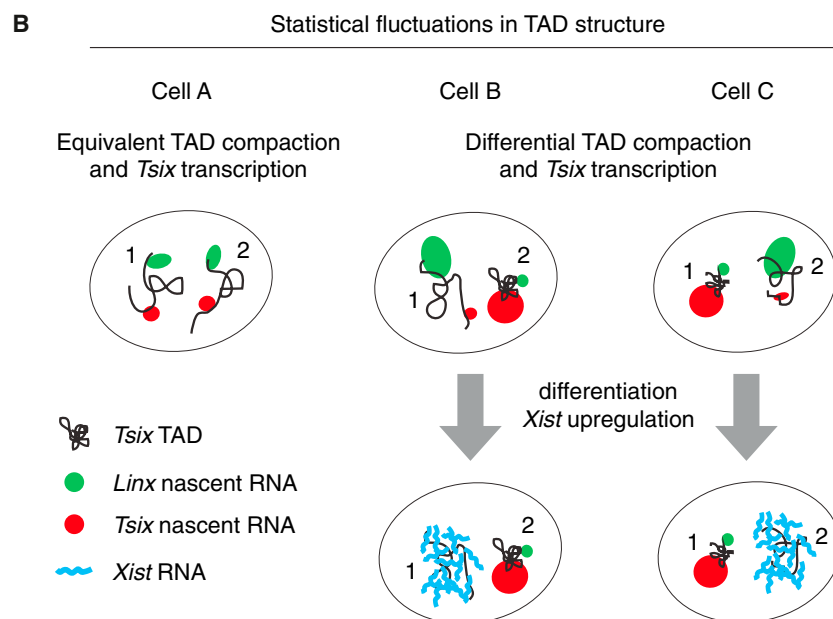 B
Statistical fluctuations in TAD structure
Cell A
Cell B
Cell C
Equivalent TAD compaction
and Tsix transcription
Differential TAD compaction
and Tsix transcription
1
2
1
2
1
2
differentiation
Xist upregulation
Tsix TAD
Linx nascent RNA
Tsix nascent RNA
Xist RNA
1
2
1
2